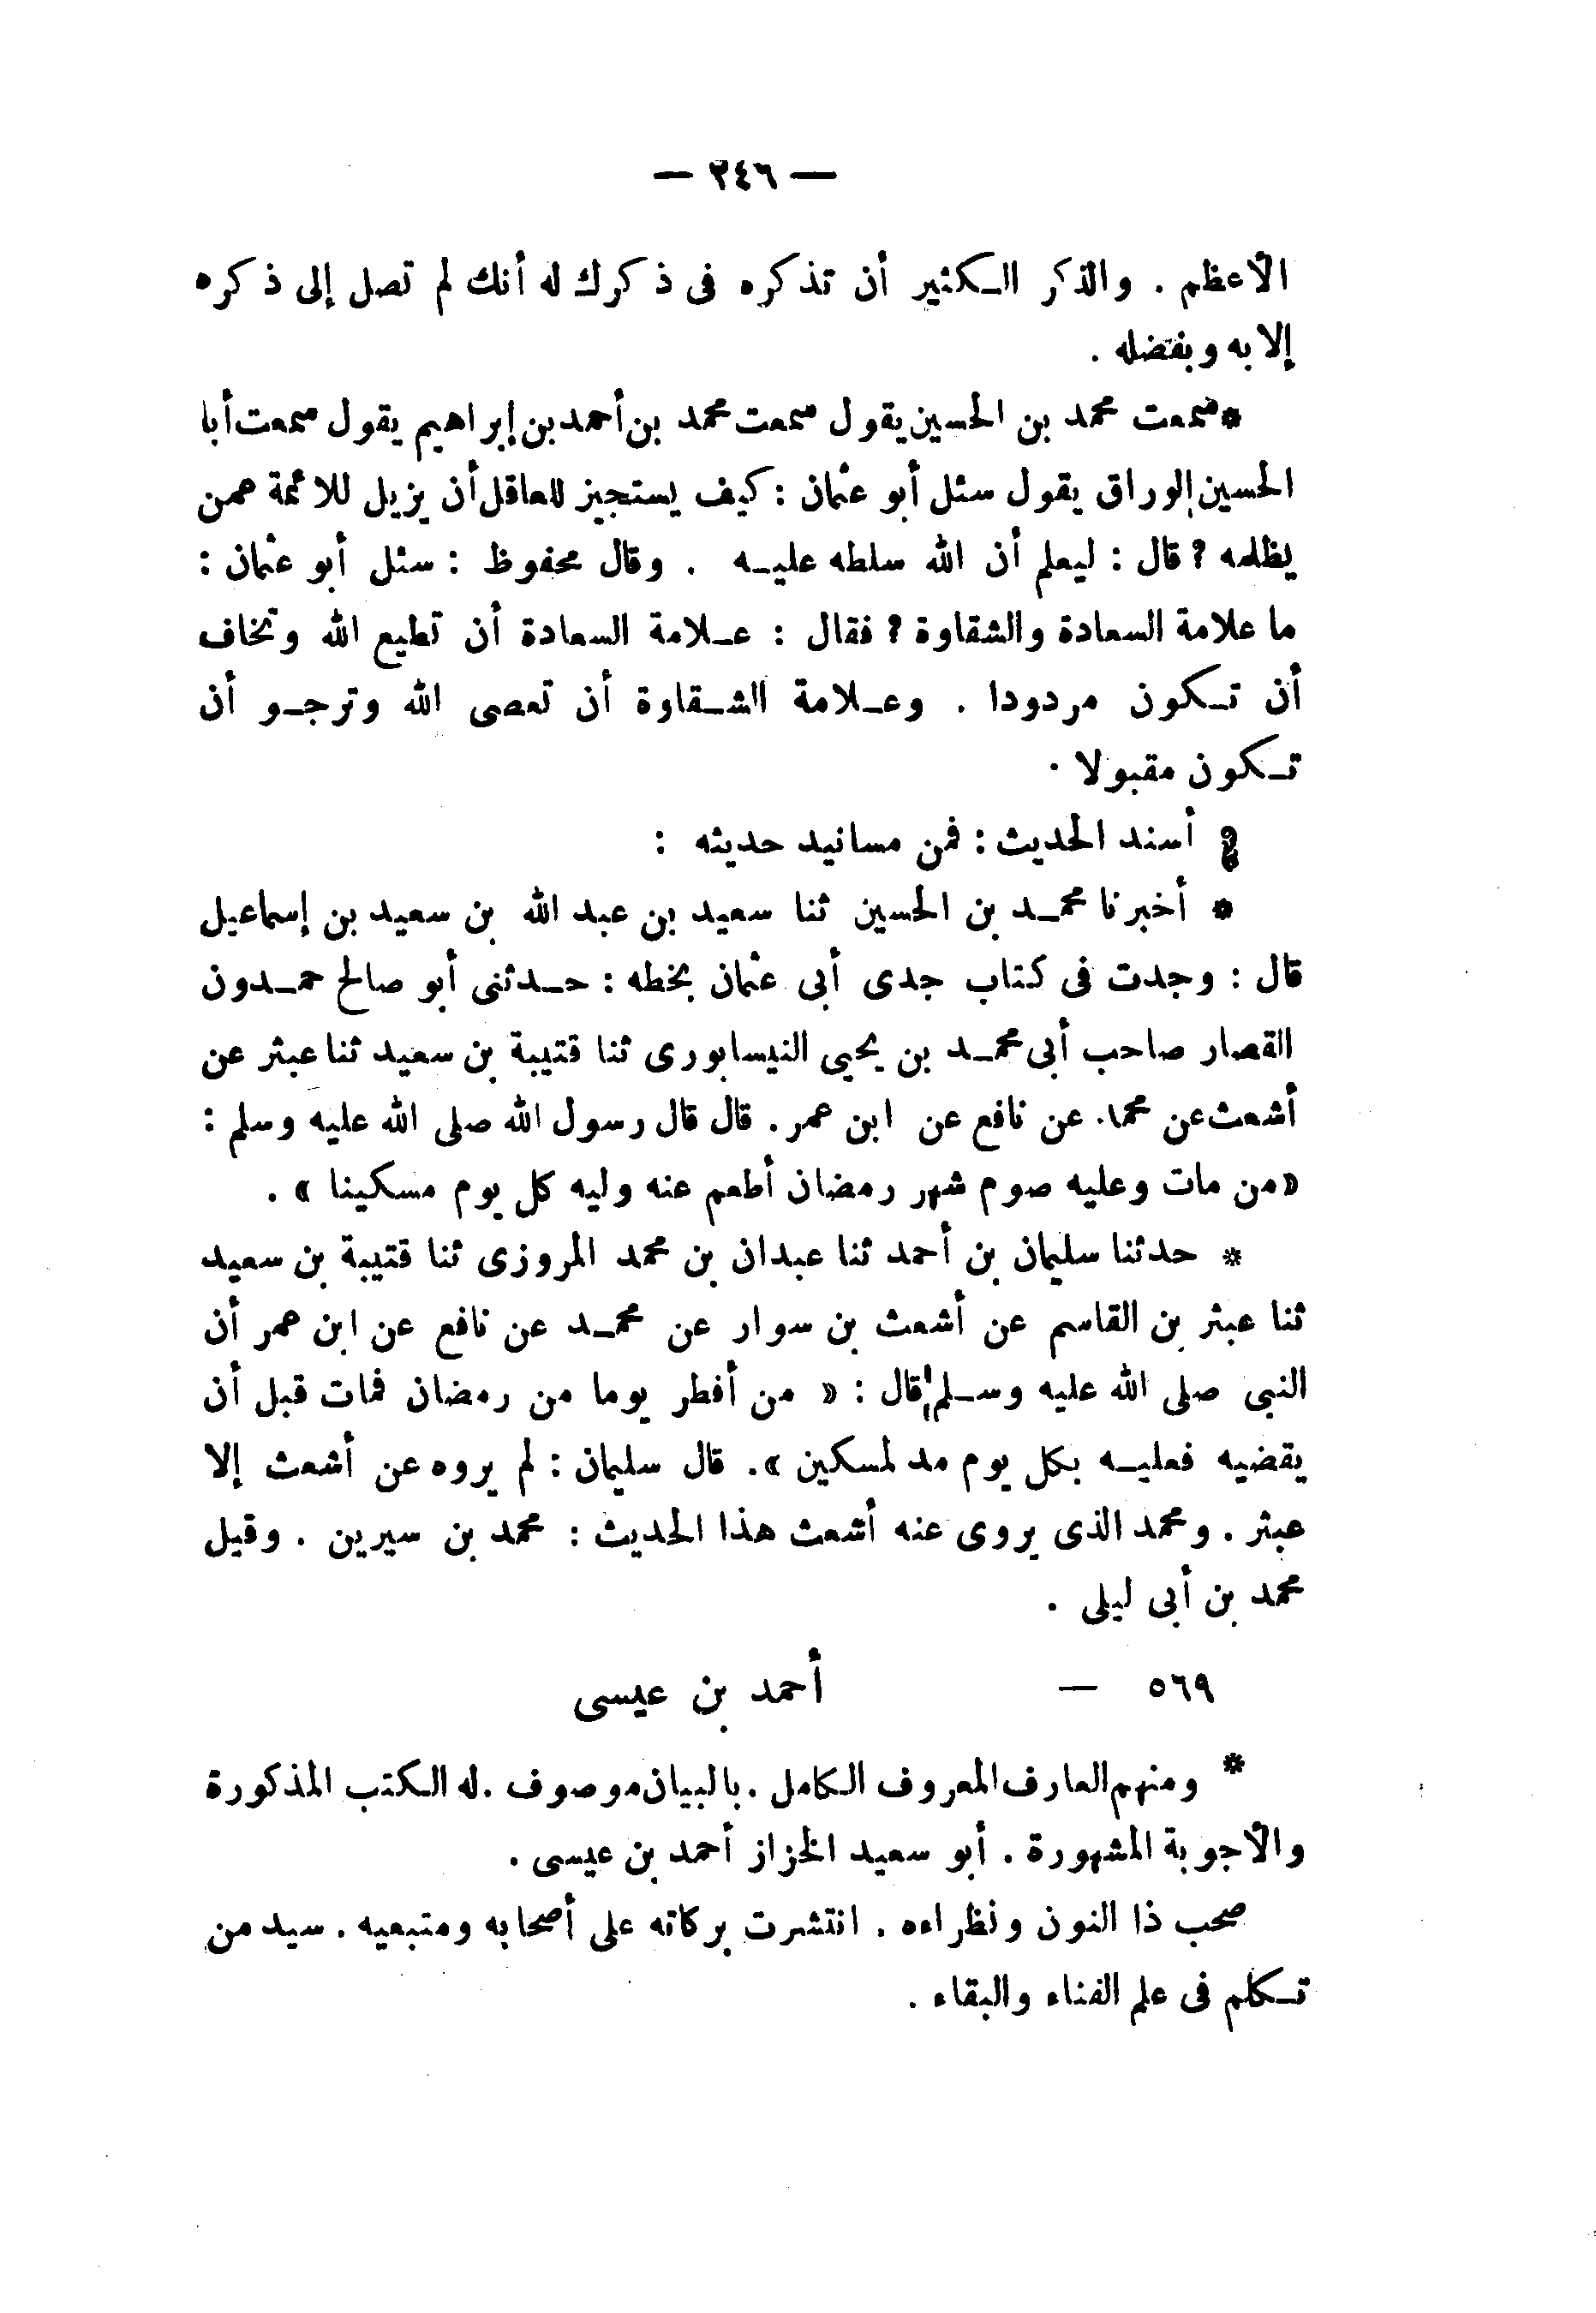 — ٢٤٦ —
الأعظم . والذكر الكثير أن تذكره فى ذكرك له أنك لم تصل إلى ذكره
إلا به وبفضله .
* سمعت محمد بن الحسين يقول سمعت محمد بن أحمد بن إبراهيم يقول سمعت أبا
الحسين الوراق يقول سئل أبو عثمان : كيف يستجيز للعاقل أن يزيل للائمة عمن
يظلمه ? قال : ليعلم أن الله سلطه عليه . وقال محفوظ : سئل أبو عثمان :
ما علامة السعادة والشقاوة ? فقال : علامة السعادة أن تطيع الله وتخاف
أن تكون مردودا . وعلامة الشقاوة أن تعصى الله وترجو أن
تكون مقبولا .
أسند الحديث : فمن مسانيد حديثه :
* أخبرنا محمد بن الحسين ثنا سعيد بن عبد الله بن سعيد بن إسماعيل
قال : وجدت فى كتاب جدى أبى عثمان بخطه : حدثنى أبو صالح حمدون
القصار صاحب أبى محمد بن يحيى النيسابورى ثنا قتيبة بن سعيد ثنا عبثر عن
أشعث عن محمد عن نافع عن ابن عمر . قال قال رسول الله صلى الله عليه وسلم :
« من مات وعليه صوم شهر رمضان أطعم عنه وليه كل يوم مسكينا » .
* حدثنا سليمان بن أحمد ثنا عبدان بن محمد المروزى ثنا قتيبة بن سعيد
ثنا عبثر بن القاسم عن أشعث بن سوار عن محمد عن نافع عن ابن عمر أن
النبى صلى الله عليه وسلم قال : « من أفطر يوما من رمضان فمات قبل أن
يقضيه فعليه بكل يوم مد لمسكين » . قال سليمان : لم يروه عن أشعث إلا
عبثر . ومحمد الذى يروى عنه أشعث هذا الحديث : محمد بن سيرين . وقيل
محمد بن أبى ليلى .
٥٦٩ — أحمد بن عيسى
* ومنهم العارف المعروف الكامل . بالبيان موصوف . له الكتب المذكورة
والأجوبة المشهورة . أبو سعيد الخزاز أحمد بن عيسى .
صحب ذا النون ونظراءه . انتشرت بركاته على أصحابه ومتبعيه . سيد من
تكلم فى علم الفناء والبقاء .